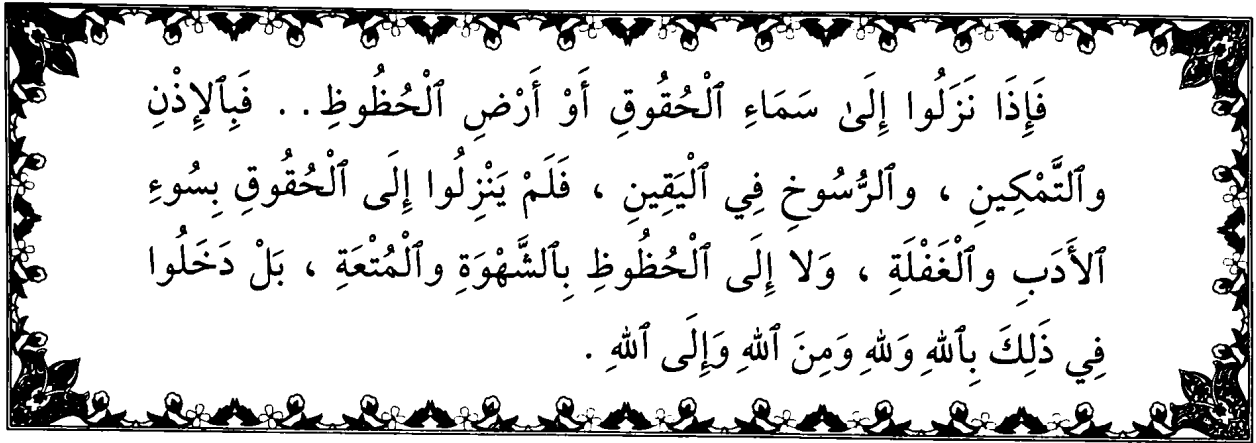 فَإِذَا نَزَلُوا إِلَىٰ سَمَاءِ ٱلْحُقُوقِ أَوْ أَرْضِ ٱلْحُظُوظِ . . فَبِٱلإِذْنِ
وٱلتَّمْكِينِ ، وٱلرُّسُوخِ فِي ٱلْيَقِينِ ، فَلَمْ يَنْزِلُوا إِلَى ٱلْحُقُوقِ بِسُوءِ
ٱلأَدَبِ وٱلْغَفْلَةِ ، وَلا إِلَى ٱلْحُظُوظِ بِٱلشَّهْوَةِ وٱلْمُتْعَةِ ، بَلْ دَخَلُوا
فِي ذَلِكَ بِٱللهِ وَللهِ وَمِنَ ٱللهِ وَإِلَى ٱللهِ .